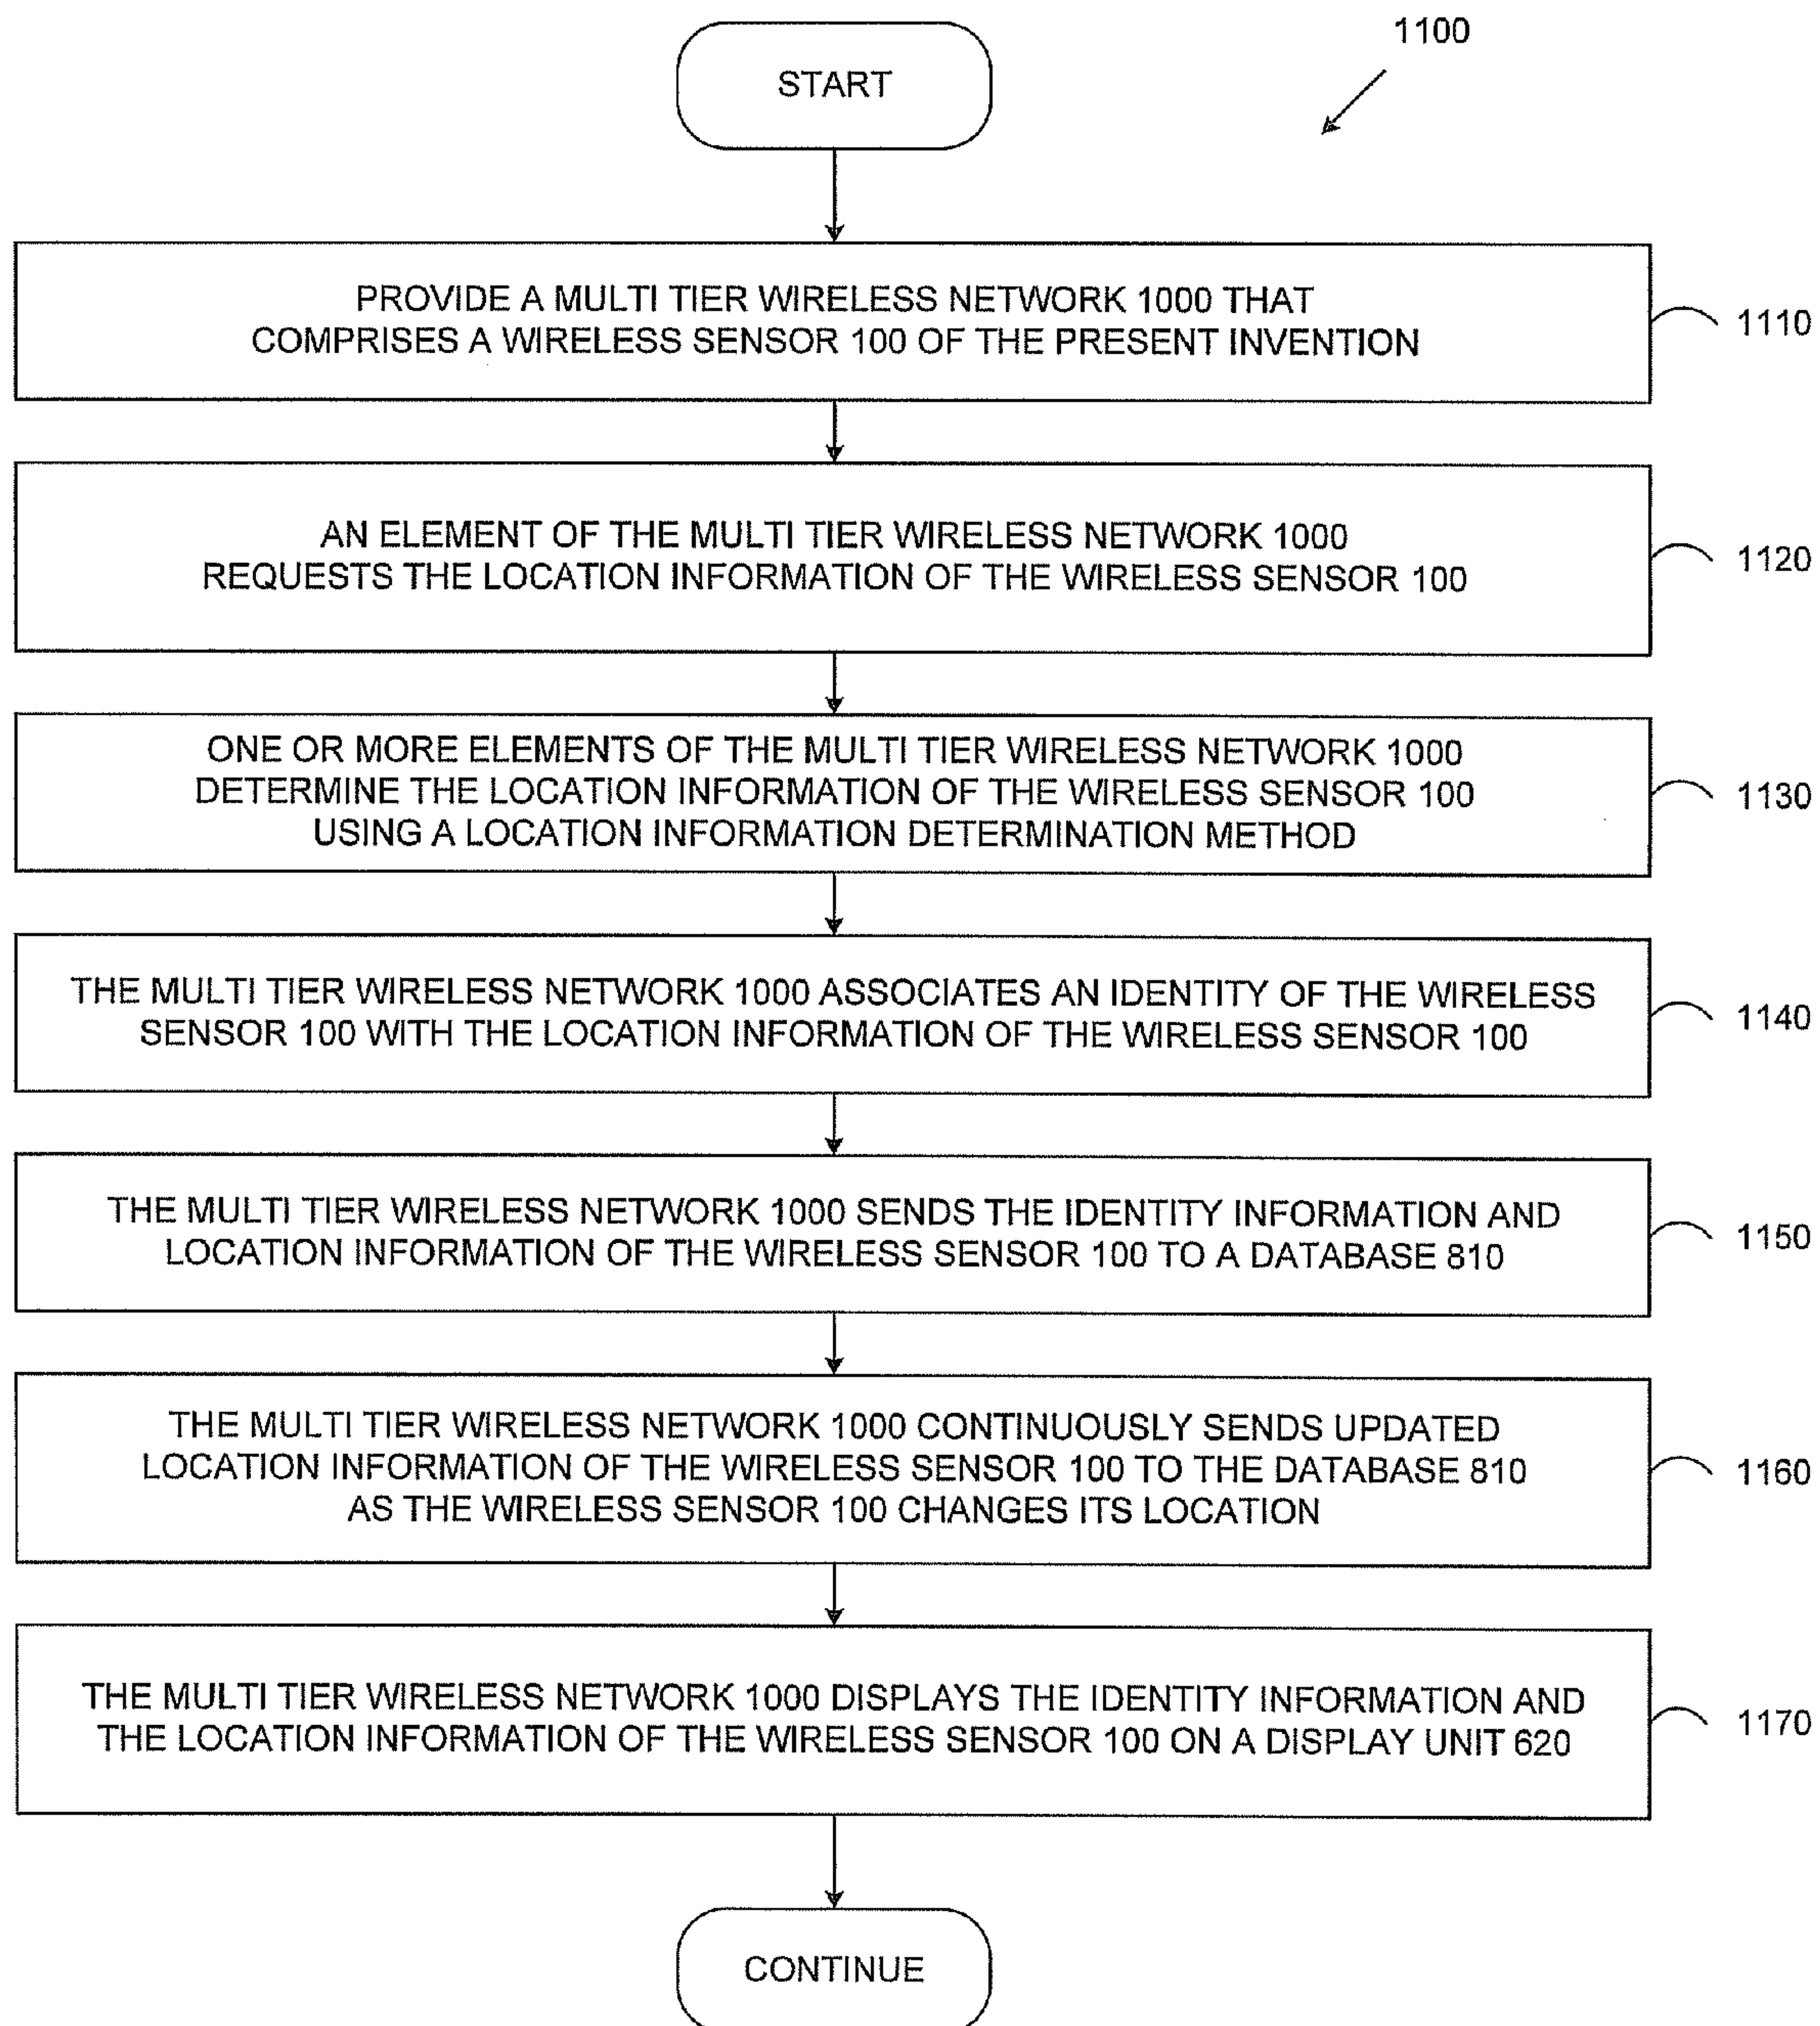 1100
START
PROVIDE A MULTI TIER WIRELESS NETWORK 1000 THAT
COMPRISES A WIRELESS SENSOR 100 OF THE PRESENT INVENTION
1110
AN ELEMENT OF THE MULTI TIER WIRELESS NETWORK 1000
REQUESTS THE LOCATION INFORMATION OF THE WIRELESS SENSOR 100
1120
ONE OR MORE ELEMENTS OF THE MULTI TIER WIRELESS NETWORK 1000
DETERMINE THE LOCATION INFORMATION OF THE WIRELESS SENSOR 100
USING A LOCATION INFORMATION DETERMINATION METHOD
1130
THE MULTI TIER WIRELESS NETWORK 1000 ASSOCIATES AN IDENTITY OF THE WIRELESS
SENSOR 100 WITH THE LOCATION INFORMATION OF THE WIRELESS SENSOR 100
1140
THE MULTI TIER WIRELESS NETWORK 1000 SENDS THE IDENTITY INFORMATION AND
LOCATION INFORMATION OF THE WIRELESS SENSOR 100 TO A DATABASE 810
1150
THE MULTI TIER WIRELESS NETWORK 1000 CONTINUOUSLY SENDS UPDATED
LOCATION INFORMATION OF THE WIRELESS SENSOR 100 TO THE DATABASE 810
AS THE WIRELESS SENSOR 100 CHANGES ITS LOCATION
1160
THE MULTI TIER WIRELESS NETWORK 1000 DISPLAYS THE IDENTITY INFORMATION AND
THE LOCATION INFORMATION OF THE WIRELESS SENSOR 100 ON A DISPLAY UNIT 620
1170
CONTINUE